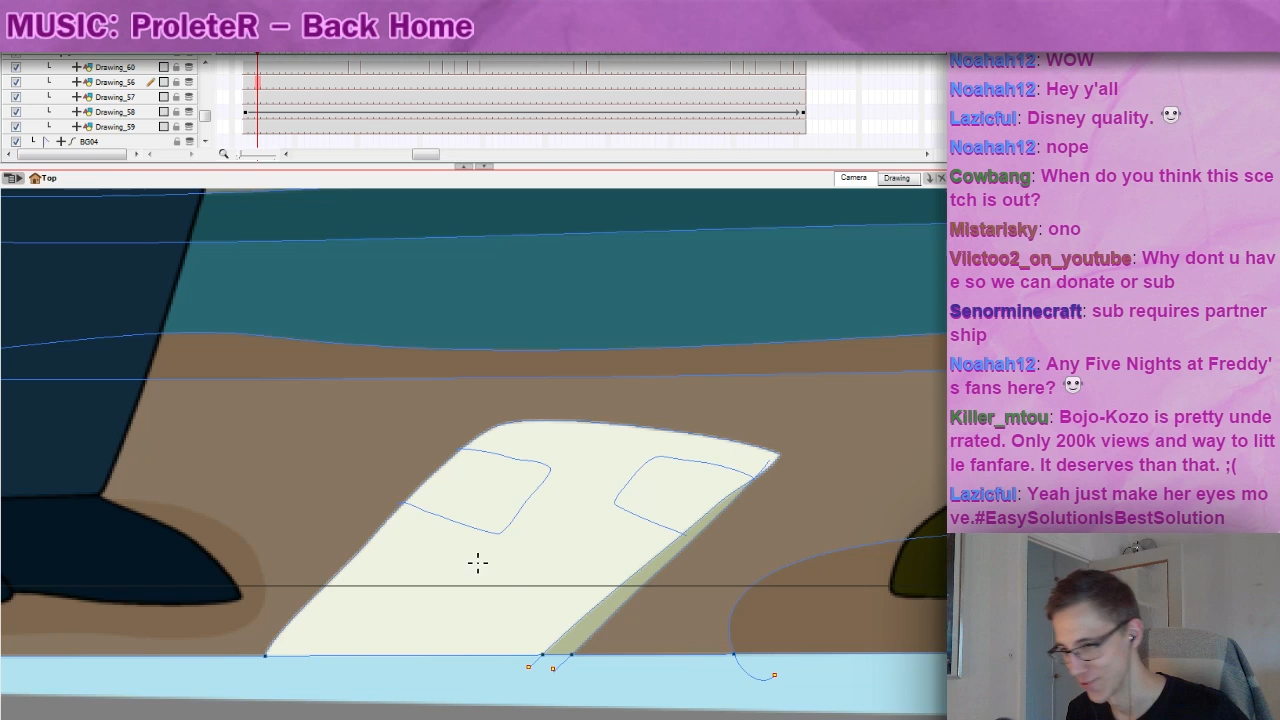 MUSIC: ProleteR – Back Home
Drawing_60
Drawing_56
Drawing_57
Drawing_58
Drawing_59
BG04
Top
Camera
Drawing
Noahah12: WOW
Noahah12: Hey y'all
Lazicful: Disney quality.
Noahah12: nope
Cowbang: When do you think this sce
tch is out?
Mistarisky: ono
Viictoo2_on_youtube: Why dont u hav
e so we can donate or sub
Senorminecraft: sub requires partner
ship
Noahah12: Any Five Nights at Freddy'
s fans here?
Killer_mtou: Bojo-Kozo is pretty unde
rrated. Only 200k views and way to litt
le fanfare. It deserves than that. ;(
Lazicful: Yeah just make her eyes mo
ve.#EasySolutionIsBestSolution